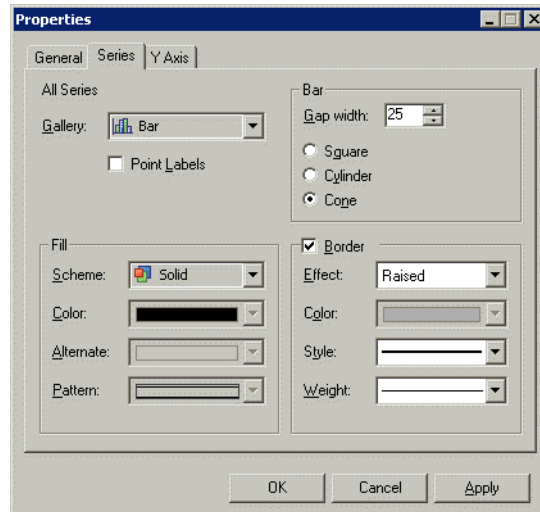 Properties
General Series Y Axis
All Series
Gallery: Bar
Point Labels
Bar
Gap width: 25
Square
Cylinder
Cone
Fill
Scheme: Solid
Color:
Alternate:
Pattern:
Border
Effect: Raised
Color:
Style:
Weight:
OK Cancel Apply